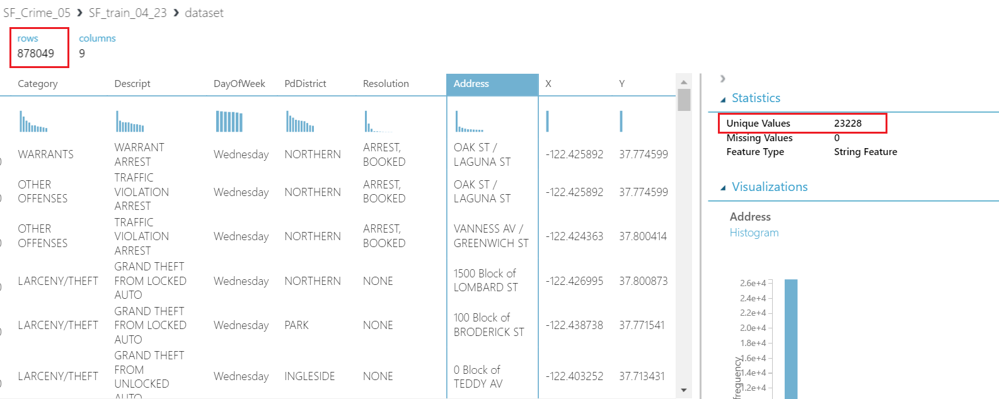 SF_Crime_05 › SF_train_04_23 › dataset
rows columns
878049 9
Category Descript DayOfWeek PdDistrict Resolution Address X Y
WARRANTS WARRANT ARREST Wednesday NORTHERN ARREST, BOOKED OAK ST / LAGUNA ST -122.425892 37.774599
OTHER OFFENSES TRAFFIC VIOLATION ARREST Wednesday NORTHERN ARREST, BOOKED OAK ST / LAGUNA ST -122.425892 37.774599
OTHER OFFENSES TRAFFIC VIOLATION ARREST Wednesday NORTHERN ARREST, BOOKED VANNESS AV / GREENWICH ST -122.424363 37.800414
LARCENY/THEFT GRAND THEFT FROM LOCKED AUTO Wednesday NORTHERN NONE 1500 Block of LOMBARD ST -122.426995 37.800873
LARCENY/THEFT GRAND THEFT FROM LOCKED AUTO Wednesday PARK NONE 100 Block of BRODERICK ST -122.438738 37.771541
LARCENY/THEFT GRAND THEFT FROM UNLOCKED AUTO Wednesday INGLESIDE NONE 0 Block of TEDDY AV -122.403252 37.713431
Statistics
Unique Values 23228
Missing Values 0
Feature Type String Feature
Visualizations
Address
Histogram
2.6e+4
2.4e+4
2.2e+4
2.0e+4
1.8e+4
1.6e+4
1.4e+4
1.2e+4
frequency